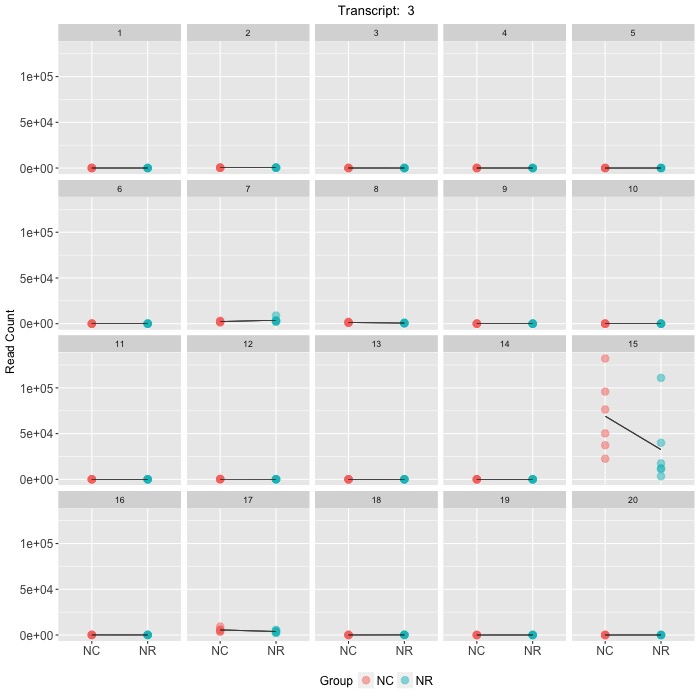 Transcript: 3
1 2 3 4 5
1e+05
5e+04
0e+00
6 7 8 9 10
1e+05
5e+04
0e+00
Read Count
11 12 13 14 15
1e+05
5e+04
0e+00
16 17 18 19 20
1e+05
5e+04
0e+00
NC NR NC NR NC NR NC NR NC NR
Group NC NR